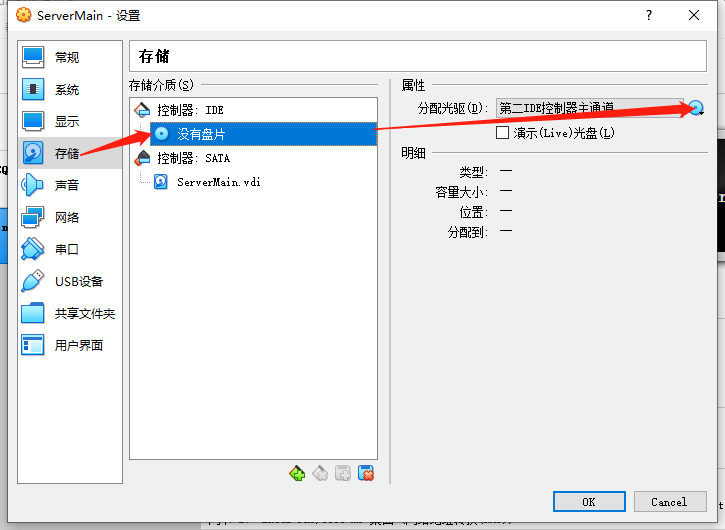 ServerMain - 设置
?
常规
系统
显示
存储
声音
网络
串口
USB设备
共享文件夹
用户界面
存储
存储介质(S)
控制器: IDE
没有盘片
控制器: SATA
ServerMain.vdi
属性
分配光驱(D): 第二IDE控制器主通道
演示(Live)光盘(L)
明细
类型: —
容量大小: —
位置: —
分配到: —
OK
Cancel